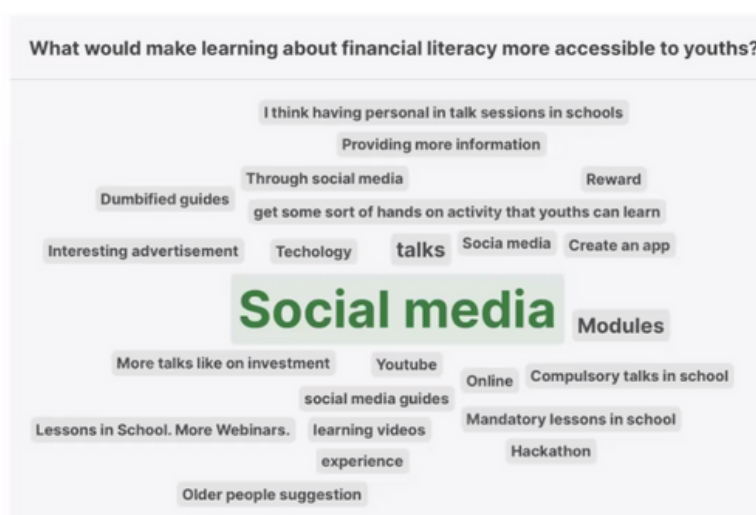 What would make learning about financial literacy more accessible to youths?
I think having personal in talk sessions in schools
Providing more information
Through social media
Reward
Dumbified guides
get some sort of hands on activity that youths can learn
Interesting advertisement
Techology
talks
Socia media
Create an app
Social media
Modules
More talks like on investment
Youtube
Online
Compulsory talks in school
social media guides
Lessons in School. More Webinars.
learning videos
Mandatory lessons in school
experience
Hackathon
Older people suggestion